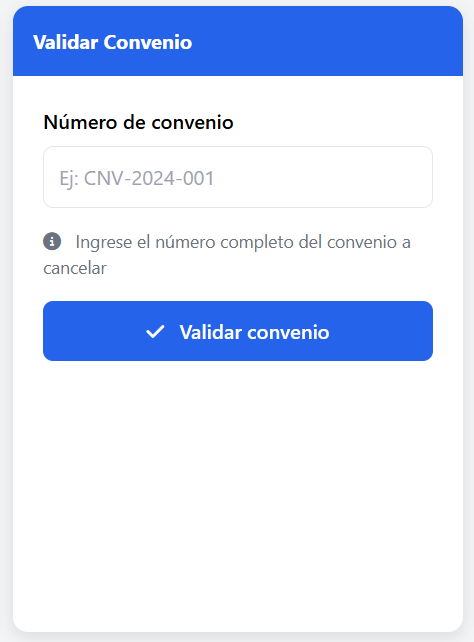 Validar Convenio
Número de convenio
Ej: CNV-2024-001
Ingrese el número completo del convenio a
cancelar
Validar convenio